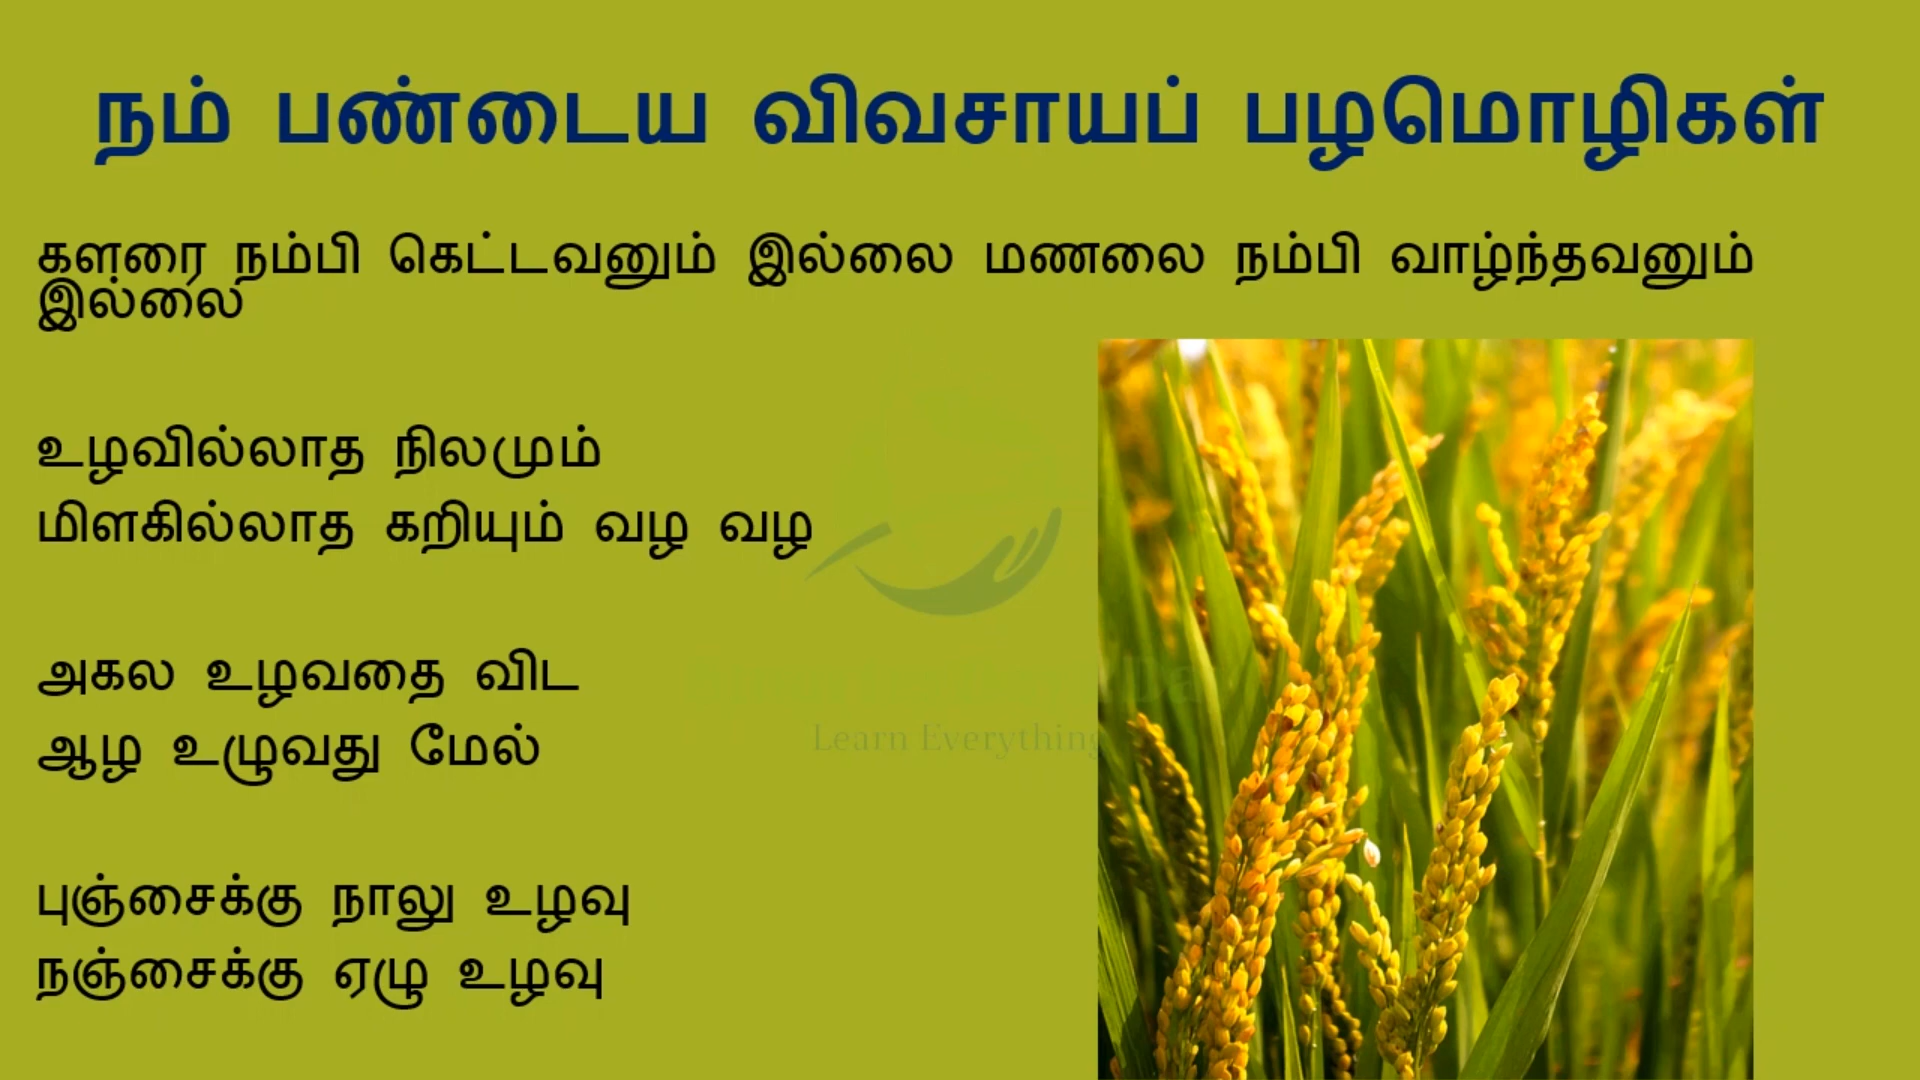 நம் பண்டைய விவசாயப் பழமொழிகள்
களரை நம்பி கெட்டவனும் இல்லை மணலை நம்பி வாழ்ந்தவனும்
இல்லை
உழவில்லாத நிலமும்
மிளகில்லாத கறியும் வழ வழ
அகல உழவதை விட
ஆழ உழுவது மேல்
Learn Everything
புஞ்சைக்கு நாலு உழவு
நஞ்சைக்கு ஏழு உழவு